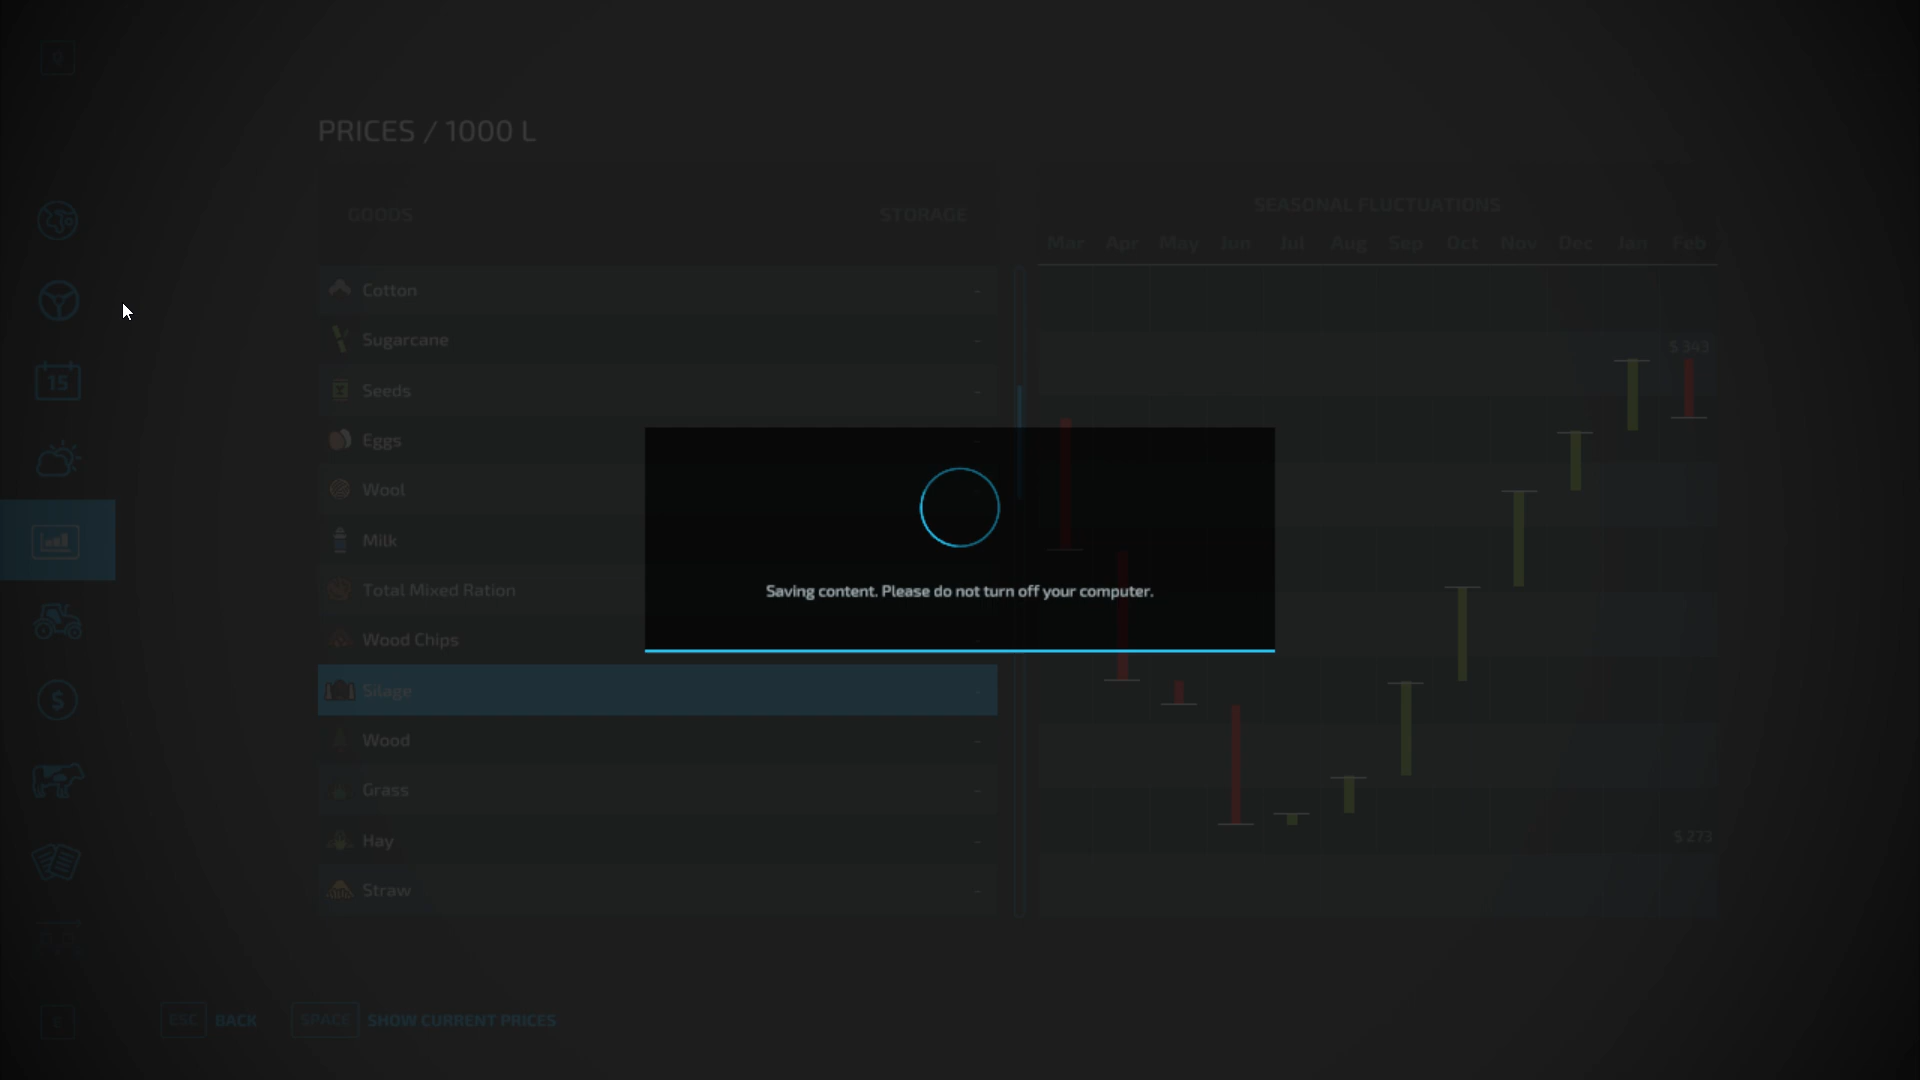 Q
PRICES / 1000 L
GOODS STORAGE
SEASONAL FLUCTUATIONS
Mar Apr May Jun Jul Aug Sep Oct Nov Dec Jan Feb
Cotton -
Sugarcane -
Seeds -
Eggs -
Wool
Milk
Total Mixed Ration
Wood Chips
Silage -
Wood -
Grass -
Hay -
Straw -
$ 343
$ 273
15
$
Saving content. Please do not turn off your computer.
E
ESC BACK SPACE SHOW CURRENT PRICES